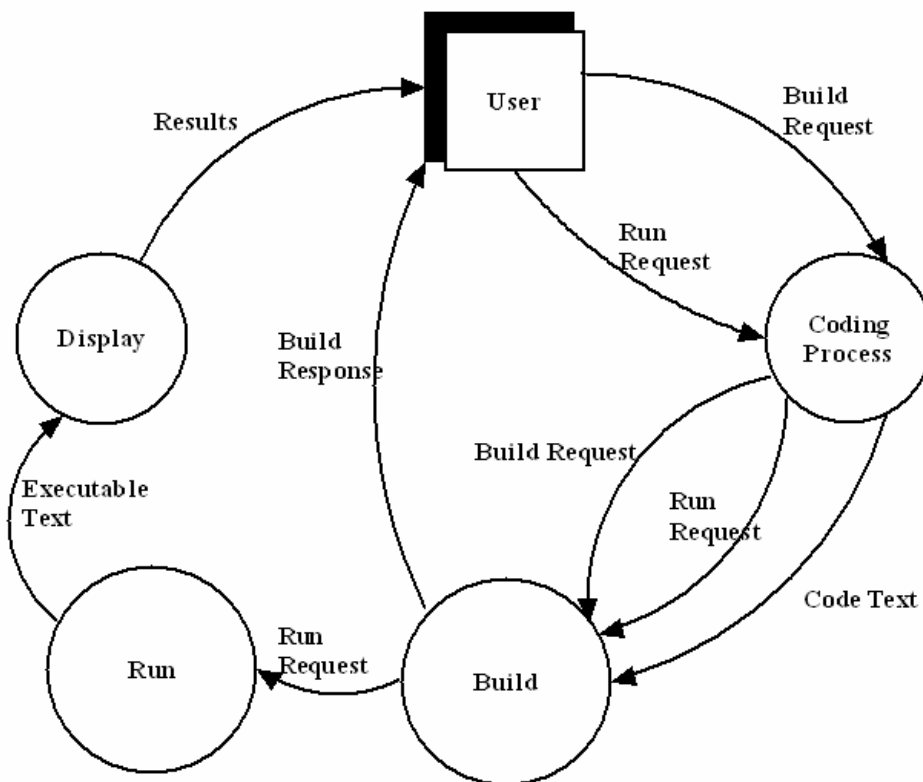 User
Build
Request
Results
Run
Request
Display
Coding
Process
Build
Response
Build Request
Executable
Text
Run
Request
Code Text
Run
Request
Run
Build